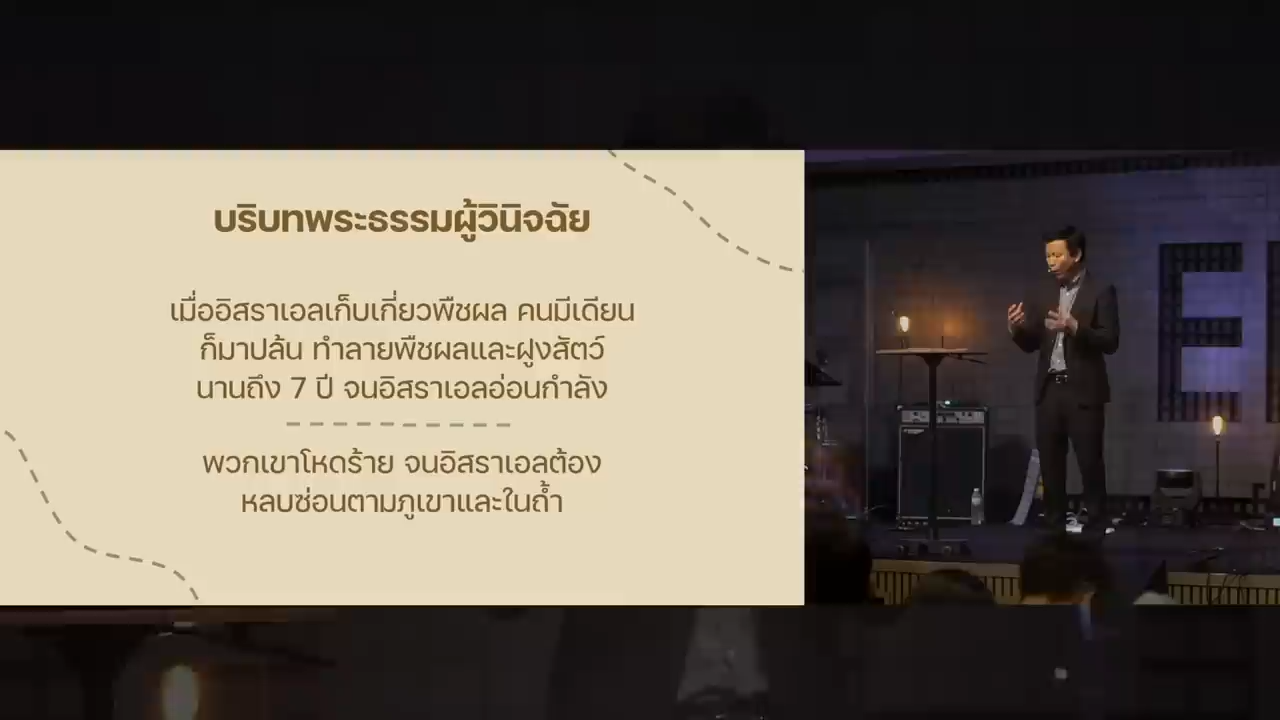 บริบทพระธรรมผู้วินิจฉัย
เมื่ออิสราเอลเก็บเกี่ยวพืชผล คนมีเดียน
ก็มาปล้น ทำลายพืชผลและฝูงสัตว์
นานถึง 7 ปี จนอิสราเอลอ่อนกำลัง
พวกเขาโหดร้าย จนอิสราเอลต้อง
หลบซ่อนตามภูเขาและในถ้ำ
E